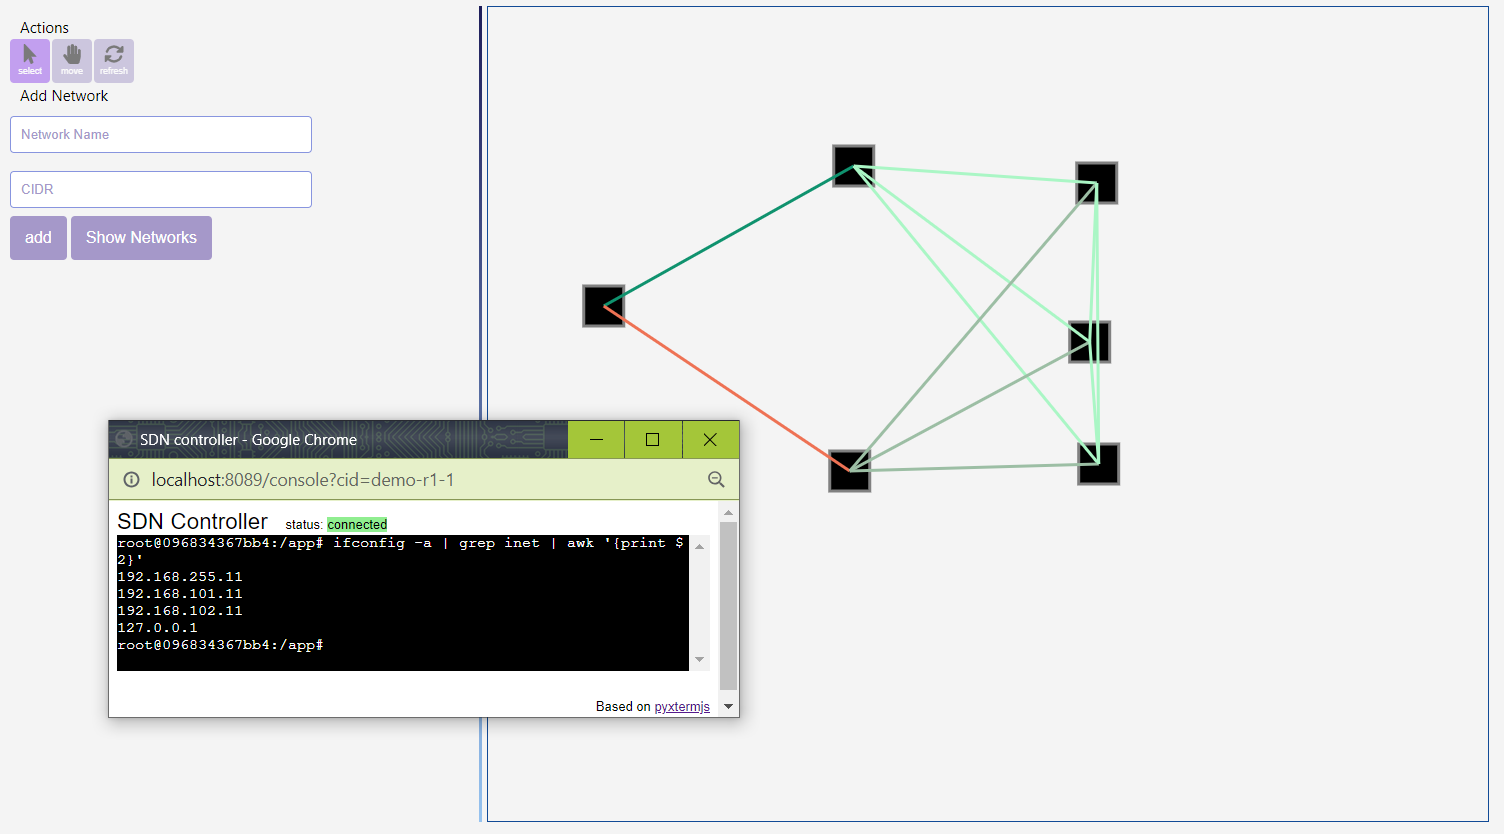 Actions
select
move
refresh
Add Network
Network Name
CIDR
add
Show Networks
SDN controller - Google Chrome
localhost:8089/console?cid=demo-r1-1
SDN Controller
status: connected
root@096834367bb4:/app# ifconfig -a | grep inet | awk '{print $
2}'
192.168.255.11
192.168.101.11
192.168.102.11
127.0.0.1
root@096834367bb4:/app#
Based on pyxtermjs